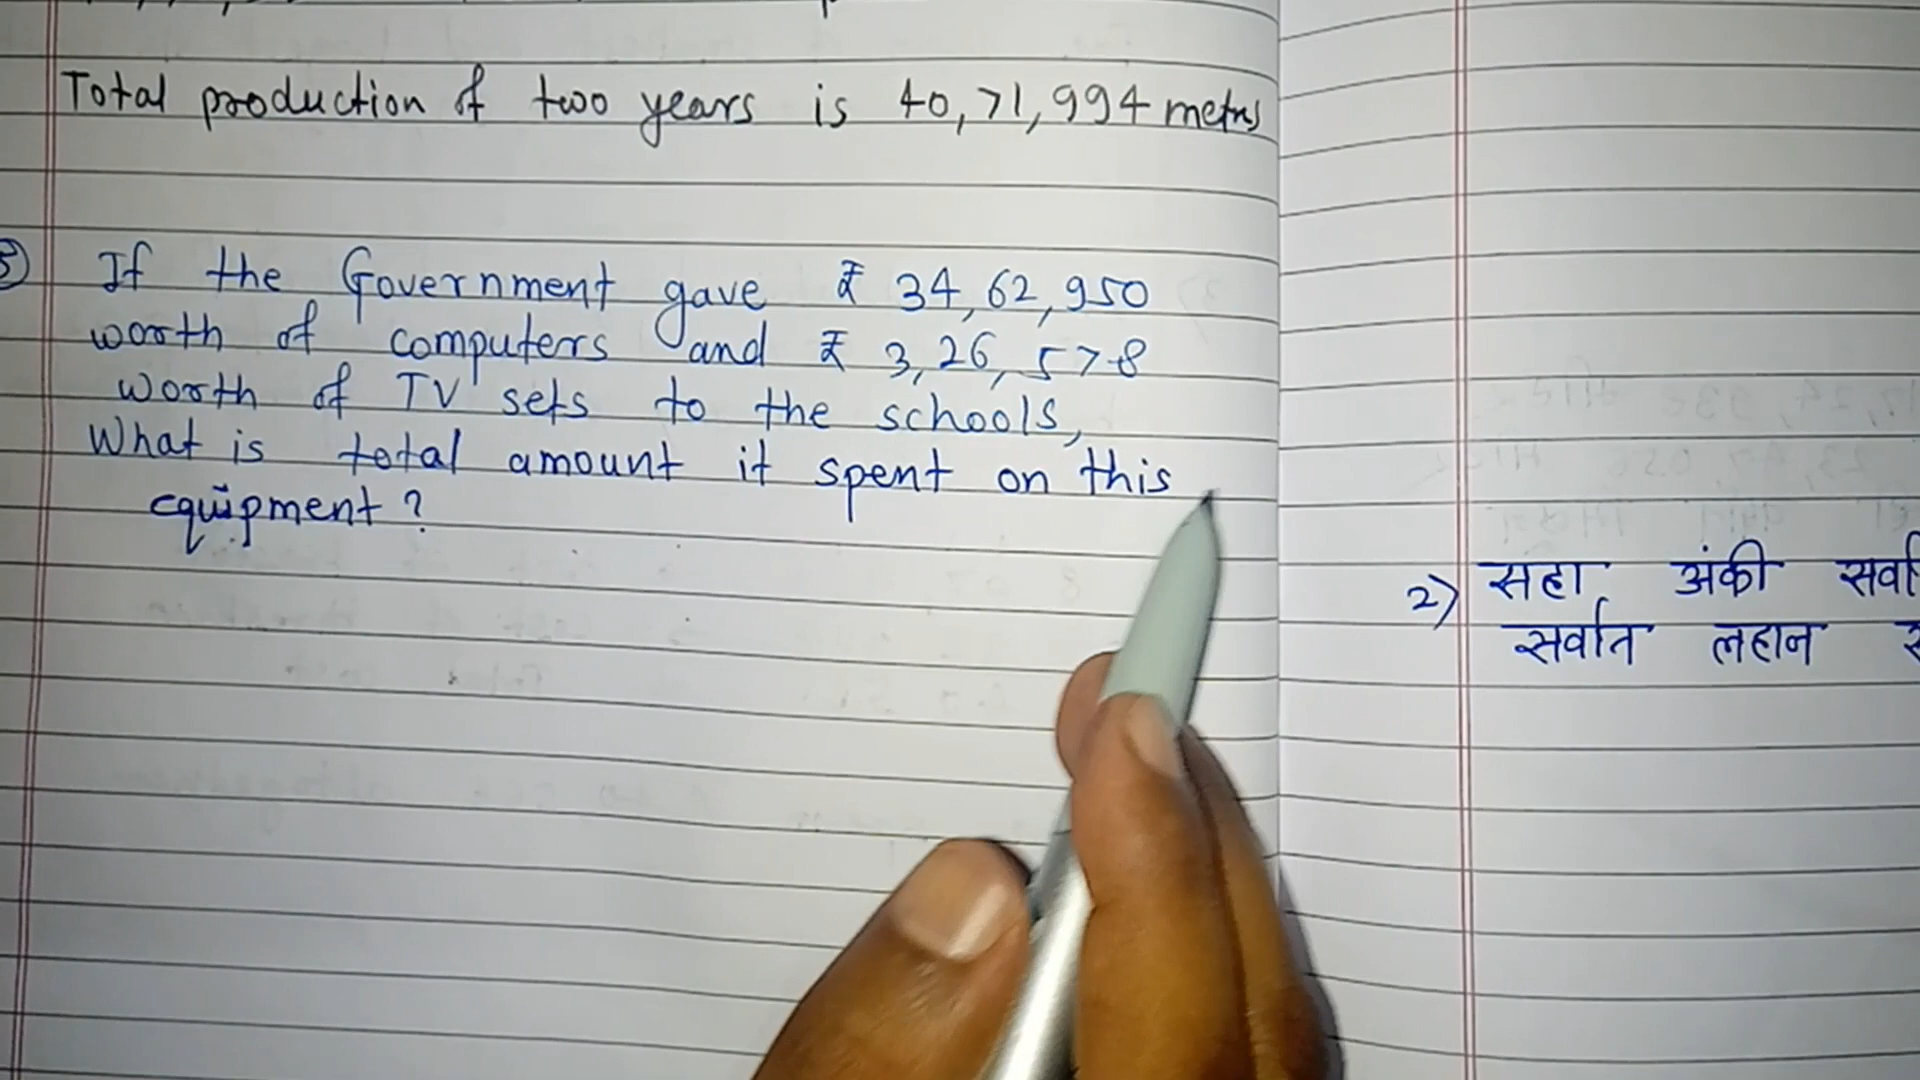 Total production of two years is 40,71,994 metrs
5) If the Government gave ₹ 34,62,950
worth of computers and ₹ 3,26,578
worth of TV sets to the schools,
What is total amount it spent on this
equipment ?
2) सहा अंकी
सर्वात लहान